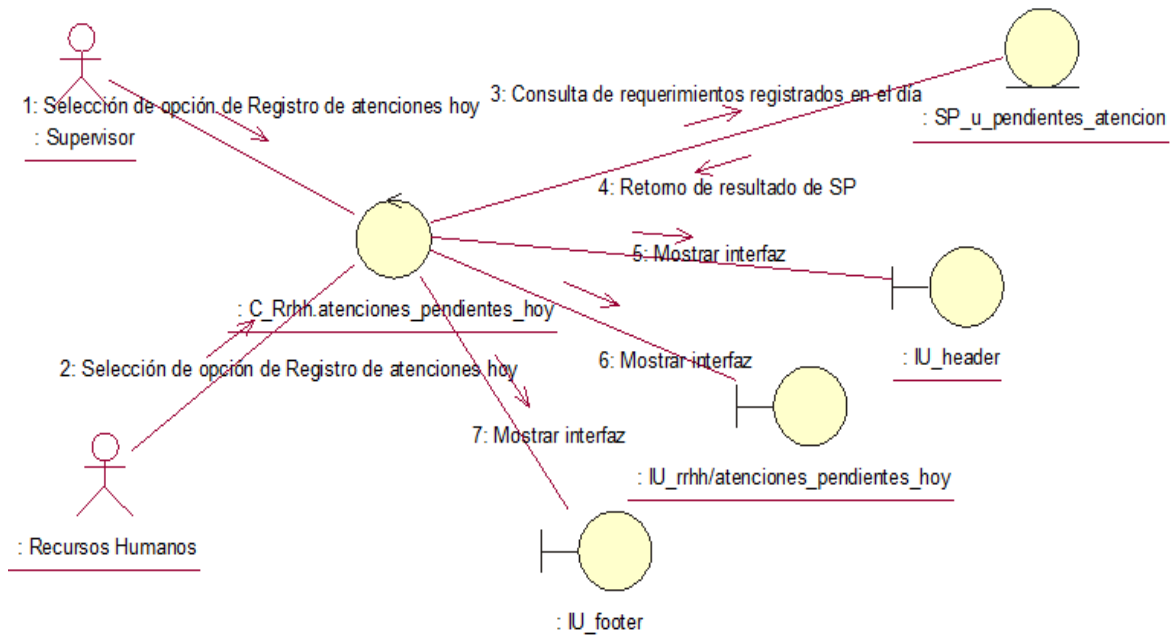 1: Selección de opción de Registro de atenciones hoy
: Supervisor
3: Consulta de requerimientos registrados en el día
: SP_u_pendientes_atencion
4: Retorno de resultado de SP
5: Mostrar interfaz
: C_Rrhh.atenciones_pendientes_hoy
: IU_header
2: Selección de opción de Registro de atenciones hoy
6: Mostrar interfaz
7: Mostrar interfaz
: IU_rrhh/atenciones_pendientes_hoy
: Recursos Humanos
: IU_footer